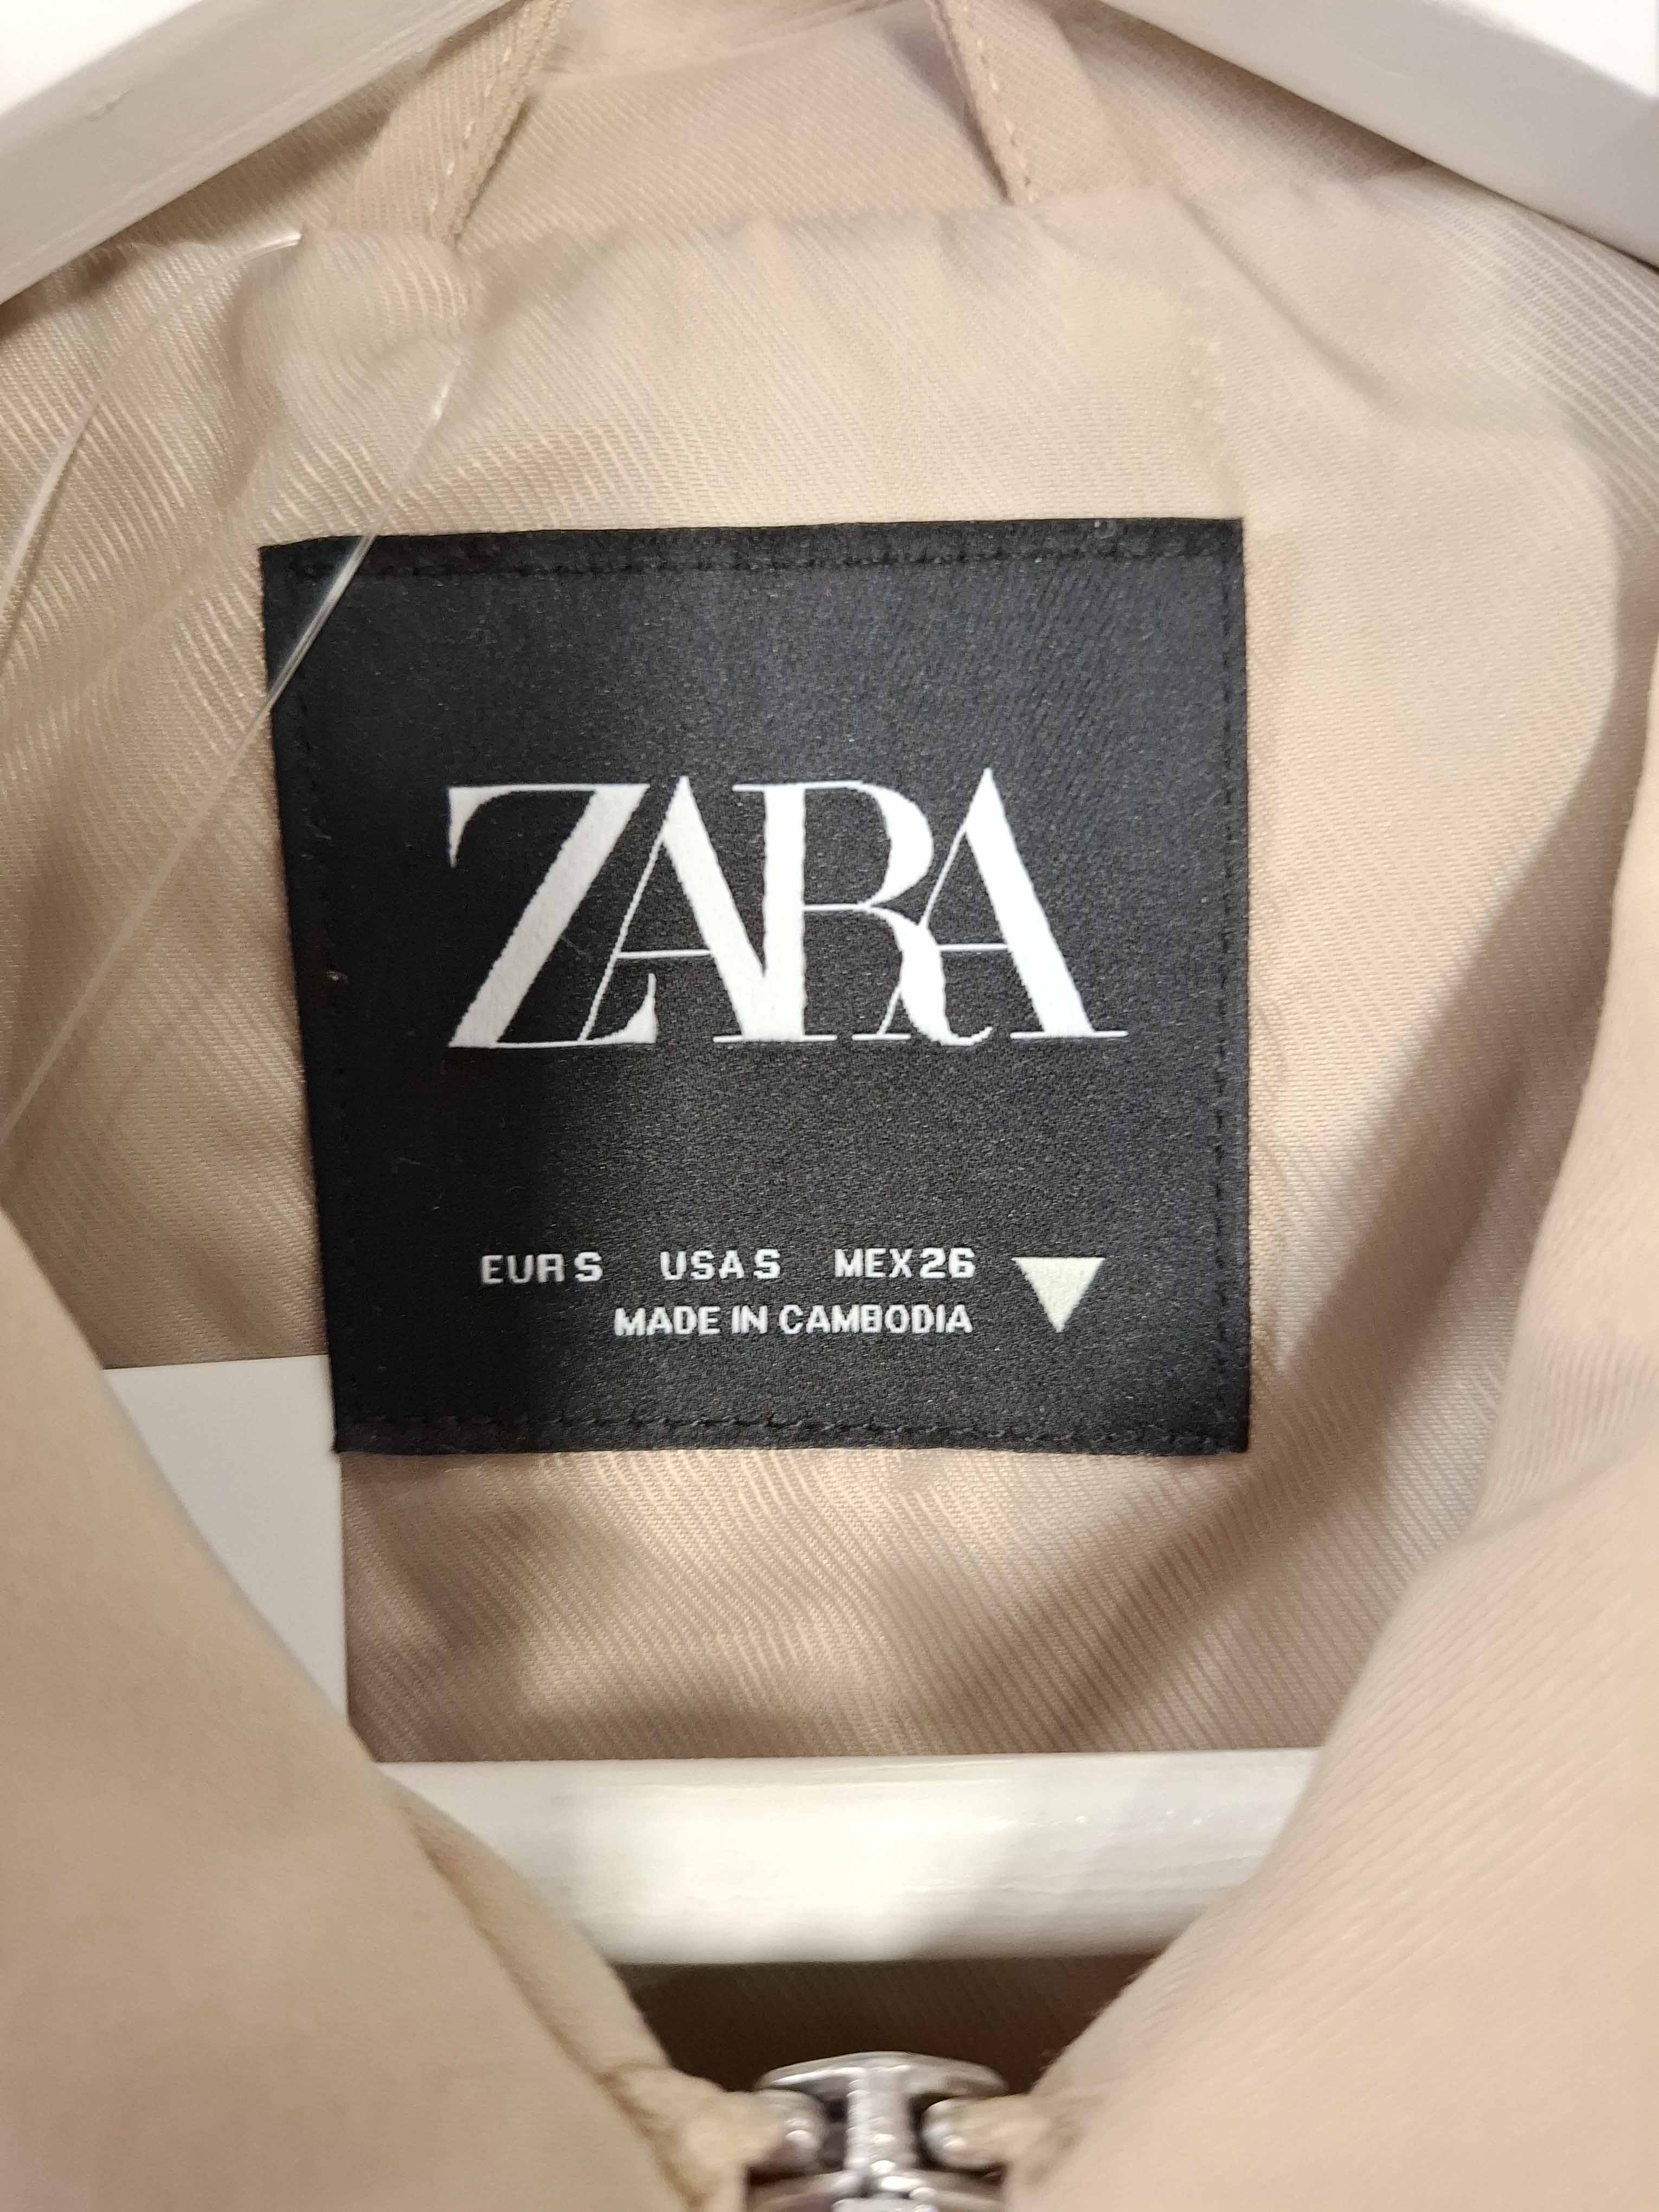 ZARA
EUR S USA S MEX 26
MADE IN CAMBODIA